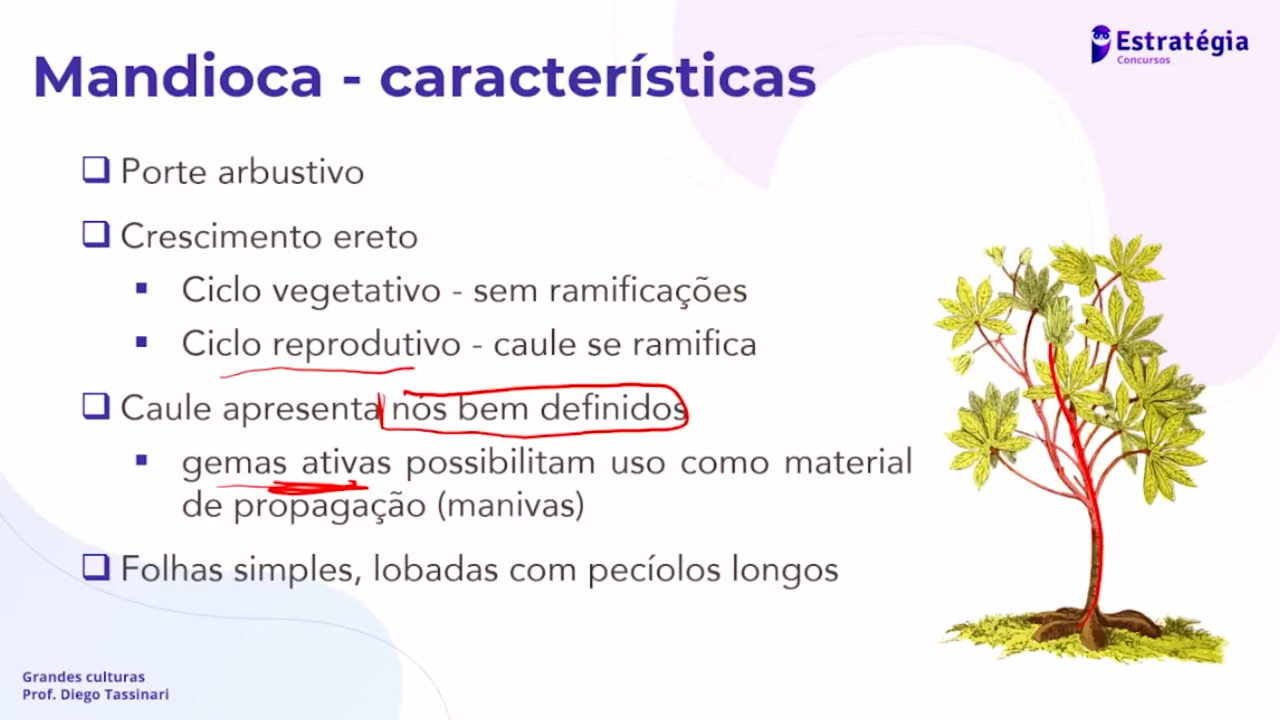 Estratégia
Concursos
Mandioca - características
Porte arbustivo
Crescimento ereto
Ciclo vegetativo - sem ramificações
Ciclo reprodutivo - caule se ramifica
Caule apresenta nós bem definidos
gemas ativas possibilitam uso como material
de propagação (manivas)
Folhas simples, lobadas com pecíolos longos
Grandes culturas
Prof. Diego Tassinari